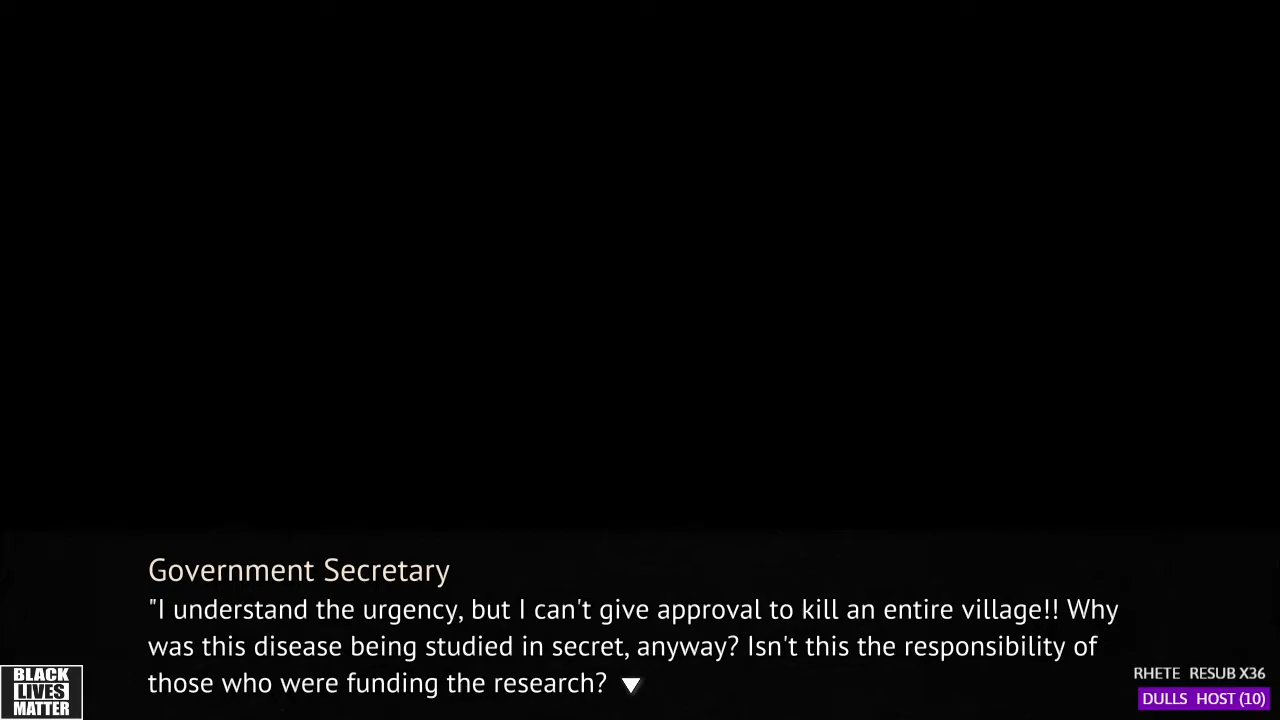 Government Secretary
"I understand the urgency, but I can't give approval to kill an entire village!! Why
was this disease being studied in secret, anyway? Isn't this the responsibility of
those who were funding the research?
BLACK
LIVES
MATTER
RHETE RESUB X36
DULLS HOST (10)